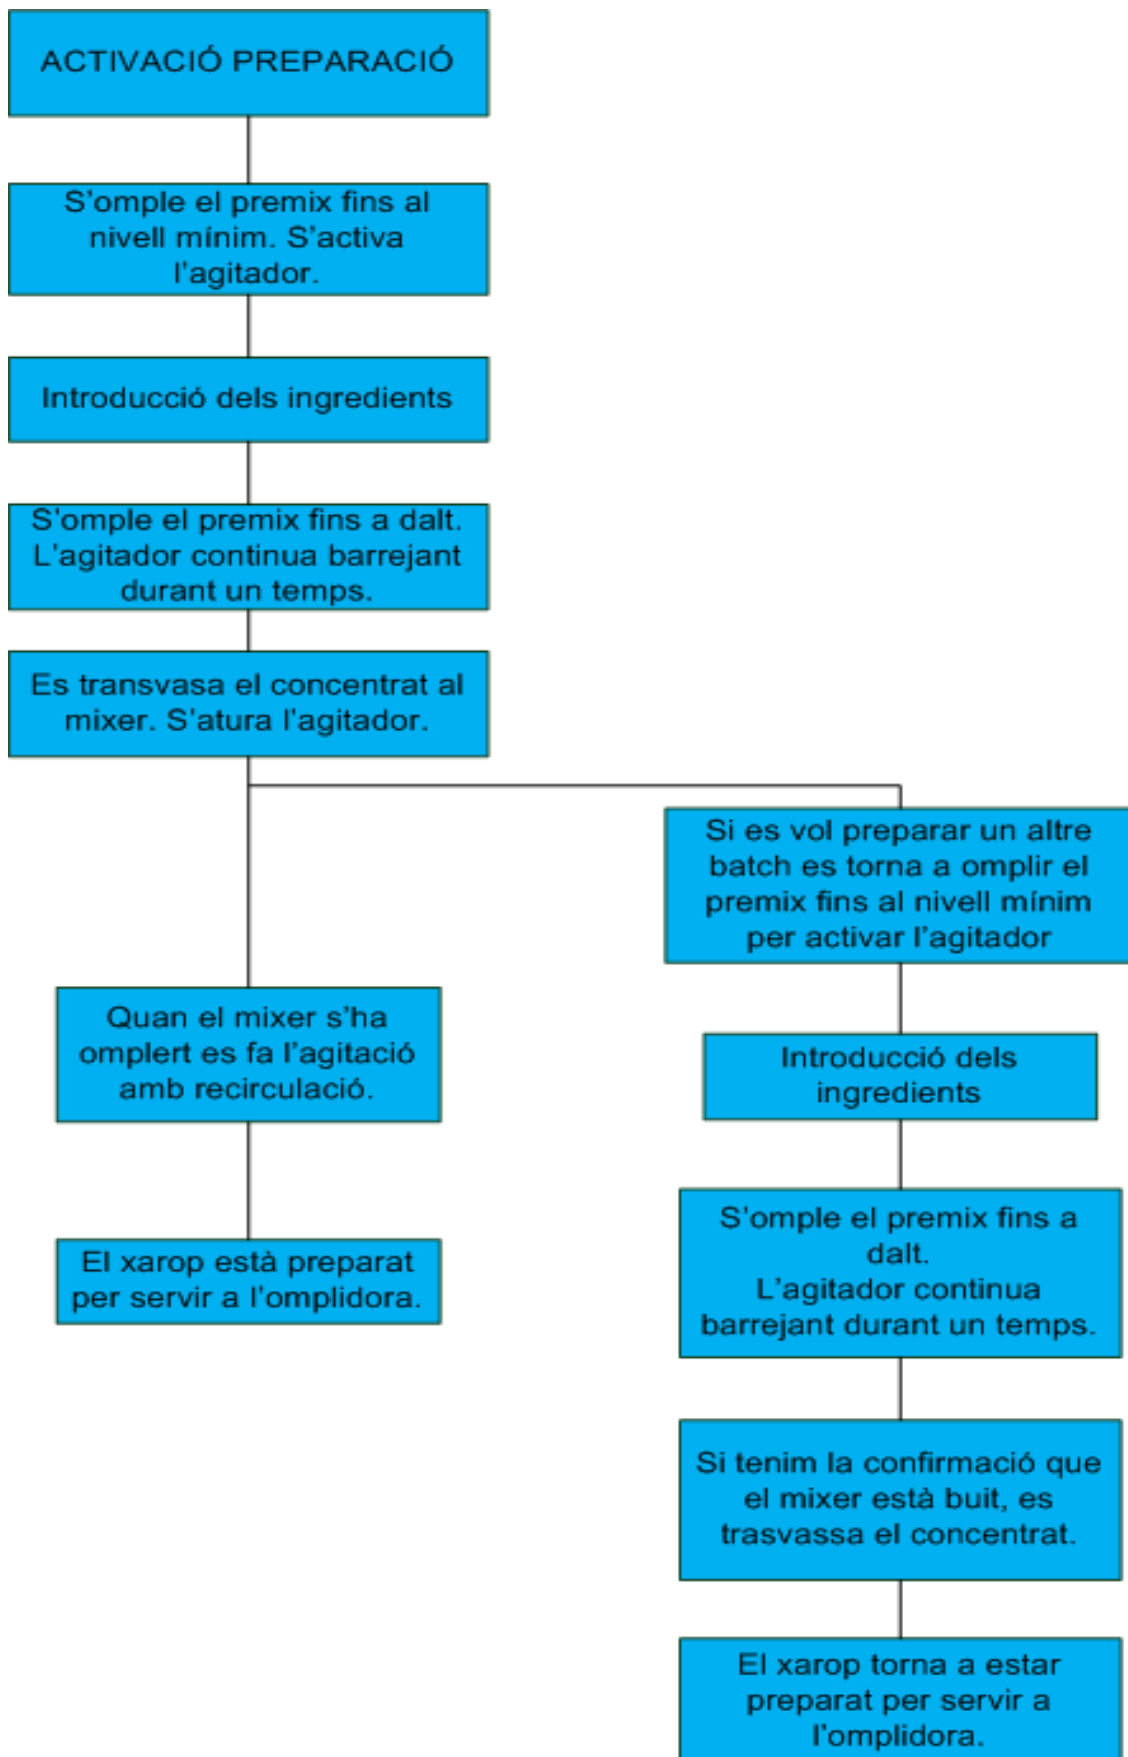 ACTIVACIÓ PREPARACIÓ
S'omple el premix fins al
nivell mínim. S'activa
l'agitador.
Introducció dels ingredients
S'omple el premix fins a dalt.
L'agitador continua barrejant
durant un temps.
Es transvasa el concentrat al
mixer. S'atura l'agitador.
Quan el mixer s'ha
omplert es fa l'agitació
amb recirculació.
El xarop està preparat
per servir a l'omplidora.
Si es vol preparar un altre
batch es torna a omplir el
premix fins al nivell mínim
per activar l'agitador
Introducció dels
ingredients
S'omple el premix fins a
dalt.
L'agitador continua
barrejant durant un temps.
Si tenim la confirmació que
el mixer està buit, es
trasvassa el concentrat.
El xarop torna a estar
preparat per servir a
l'omplidora.